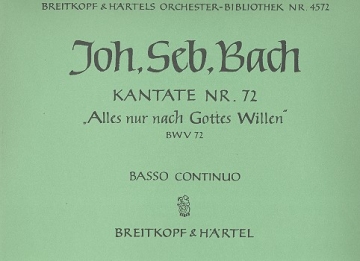 BREITKOPF & HÄRTELS ORCHESTER-BIBLIOTHEK NR. 4572
Joh. Seb. Bach
KANTATE NR. 72
„Alles nur nach Gottes Willen"
BWV 72
BASSO CONTINUO
BREITKOPF & HÄRTEL